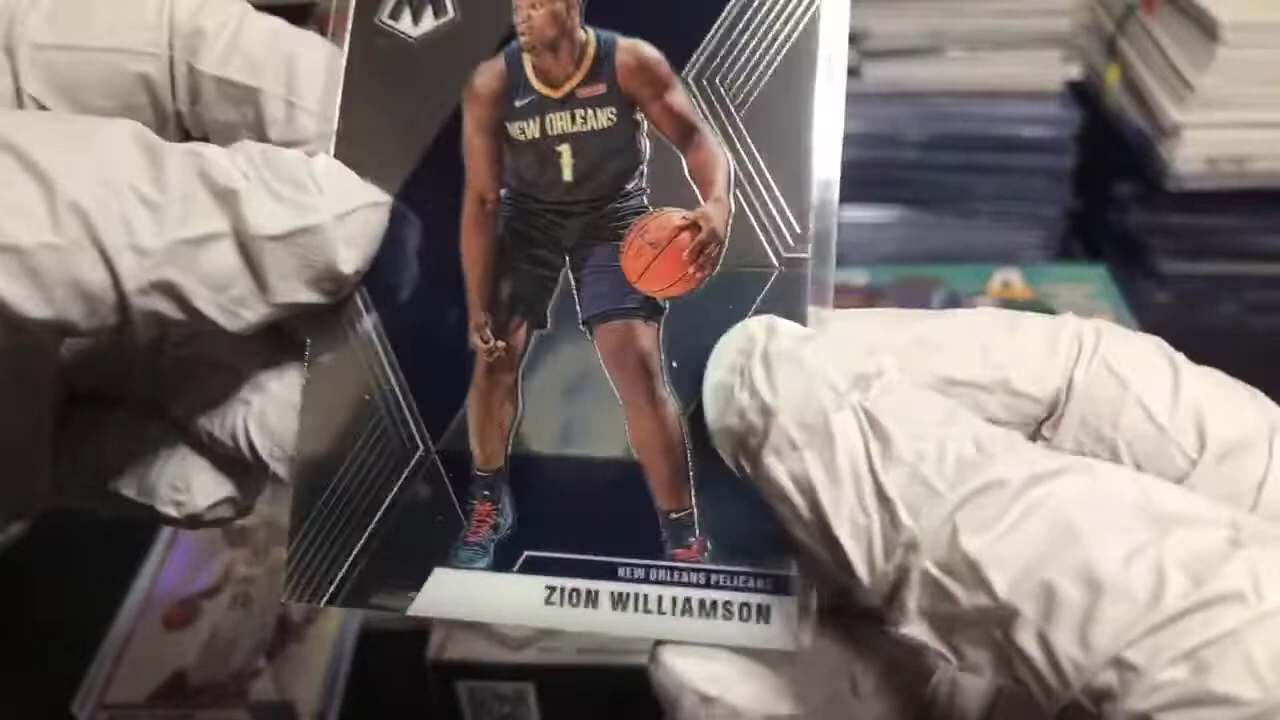 M
NEW ORLEANS
1
NEW ORLEANS PELICANS
ZION WILLIAMSON